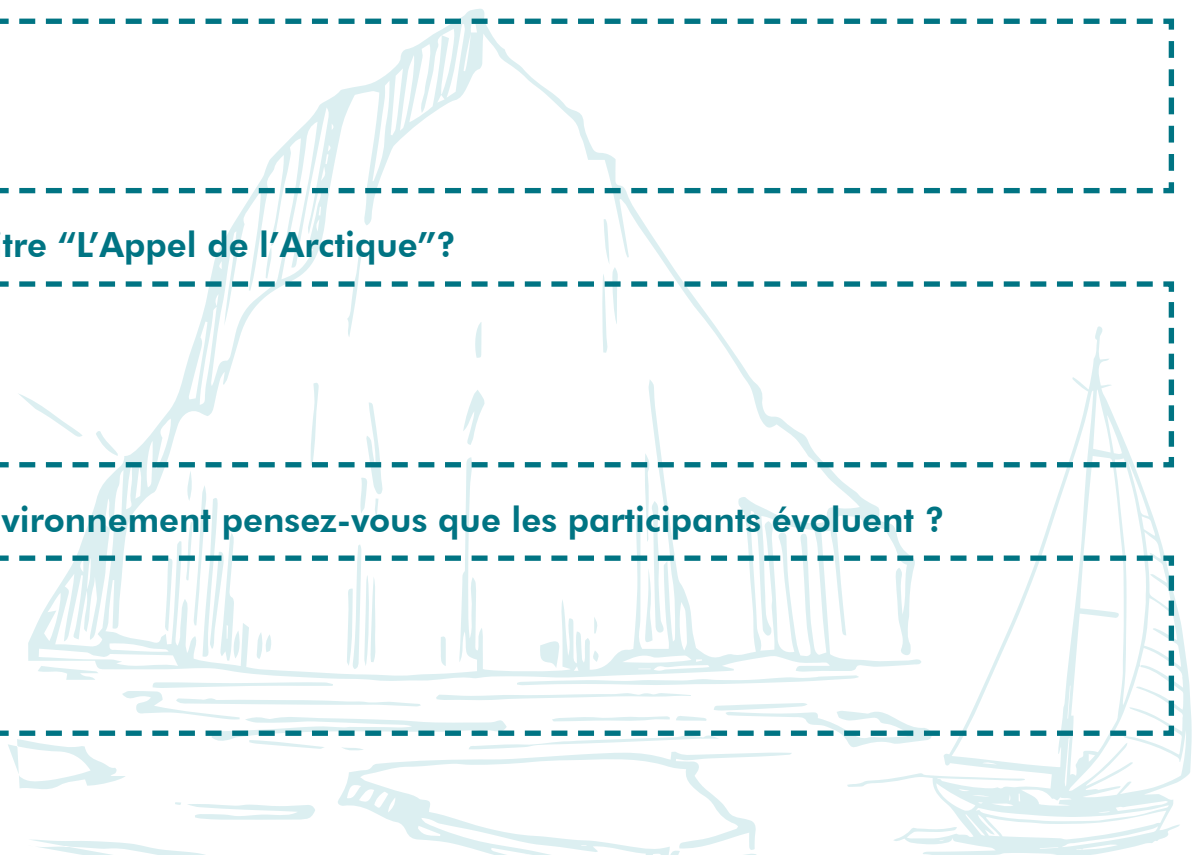 tre “L’Appel de l’Arctique”?
vironnement pensez-vous que les participants évoluent ?